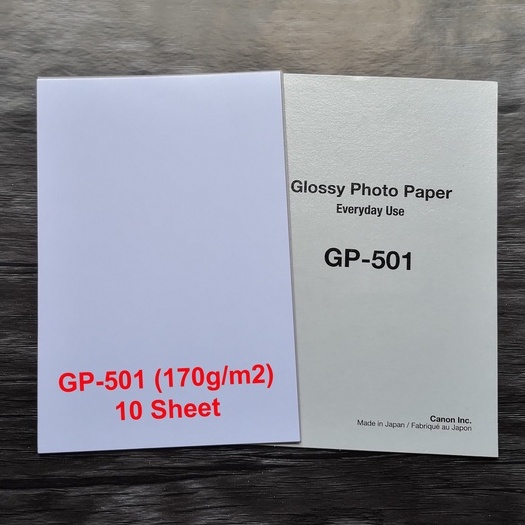 Glossy Photo Paper
Everyday Use
GP-501
GP-501 (170g/m2)
10 Sheet
Canon Inc.
Made in Japan / Fabriqué au Japon